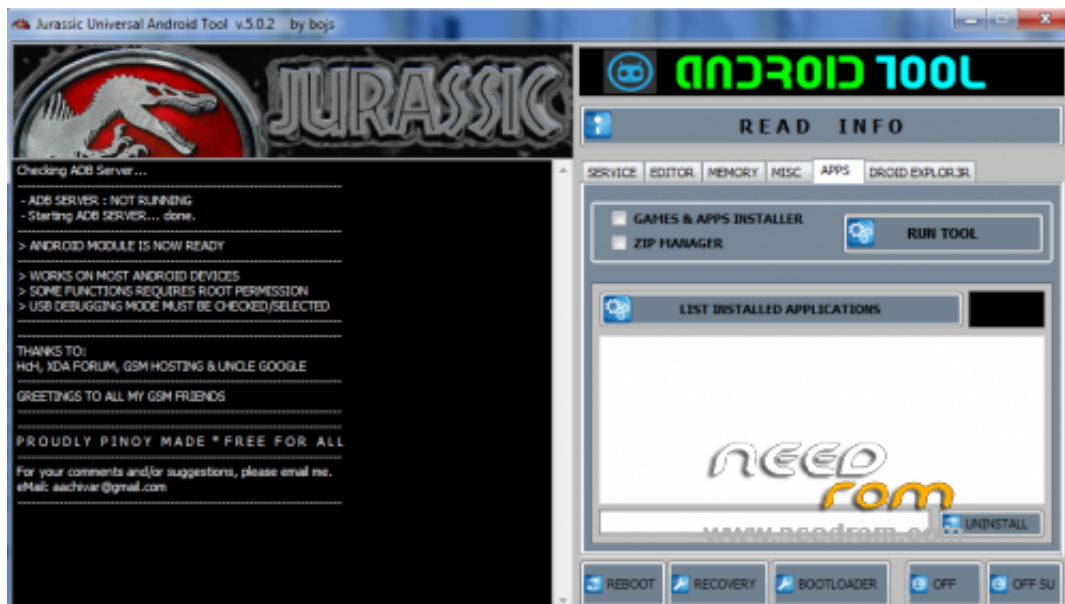 Jurassic Universal Android Tool v.5.0.2 by bojs
JURASSIC
ANDROID TOOL
READ INFO
SERVICE EDITOR MEMORY MISC APPS DROID EXPLOR3R
GAMES & APPS INSTALLER
ZIP MANAGER
RUN TOOL
LIST INSTALLED APPLICATIONS
UNINSTALL
REBOOT RECOVERY BOOTLOADER OFF OFF SU
Checking ADB Server...
- ADB SERVER : NOT RUNNING
- Starting ADB SERVER... done.
> ANDROID MODULE IS NOW READY
> WORKS ON MOST ANDROID DEVICES
> SOME FUNCTIONS REQUIRES ROOT PERMISSION
> USB DEBUGGING MODE MUST BE CHECKED/SELECTED
THANKS TO:
HcH, XDA FORUM, GSM HOSTING & UNCLE GOOGLE
GREETINGS TO ALL MY GSM FRIENDS
PROUDLY PINOY MADE * FREE FOR ALL
For your comments and/or suggestions, please email me.
eMail: aachivar@gmail.com
NEED
rom
www.needrom.com